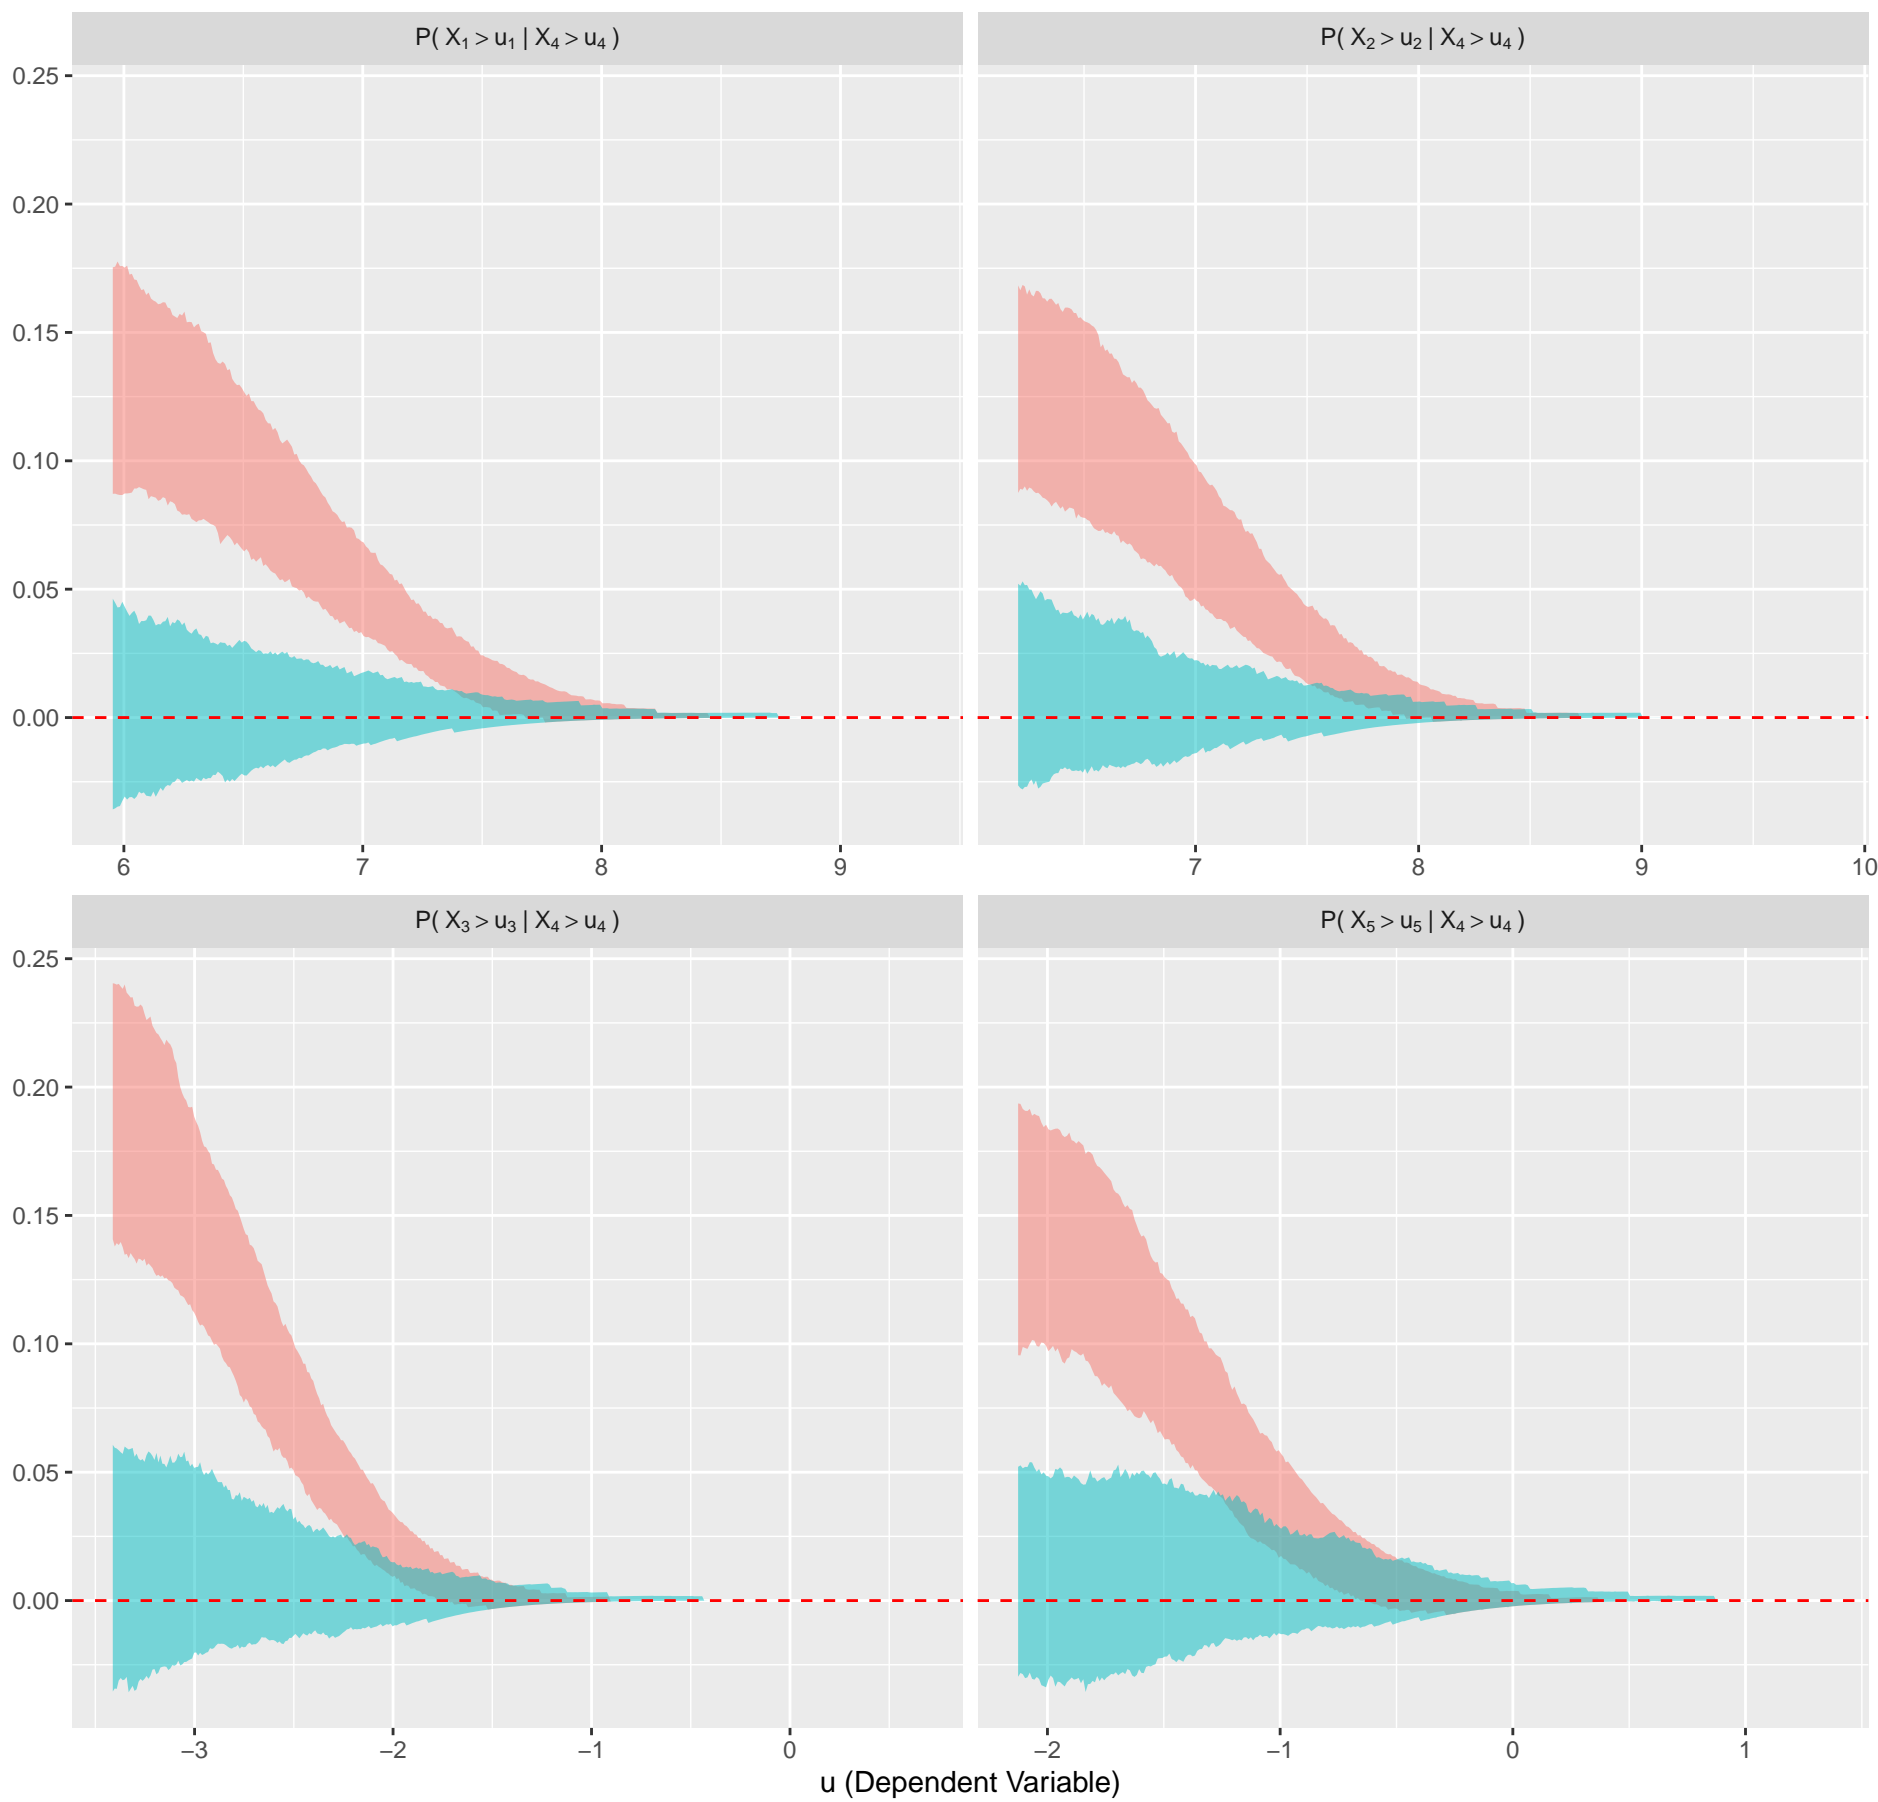 P( X₁ > u₁ | X₄ > u₄ ) P( X₂ > u₂ | X₄ > u₄ )
0.25
0.20
0.15
0.10
0.05
0.00
6 7 8 9 7 8 9 10
P( X₃ > u₃ | X₄ > u₄ ) P( X₅ > u₅ | X₄ > u₄ )
0.25
0.20
0.15
0.10
0.05
0.00
−3 −2 −1 0 −2 −1 0 1
u (Dependent Variable)